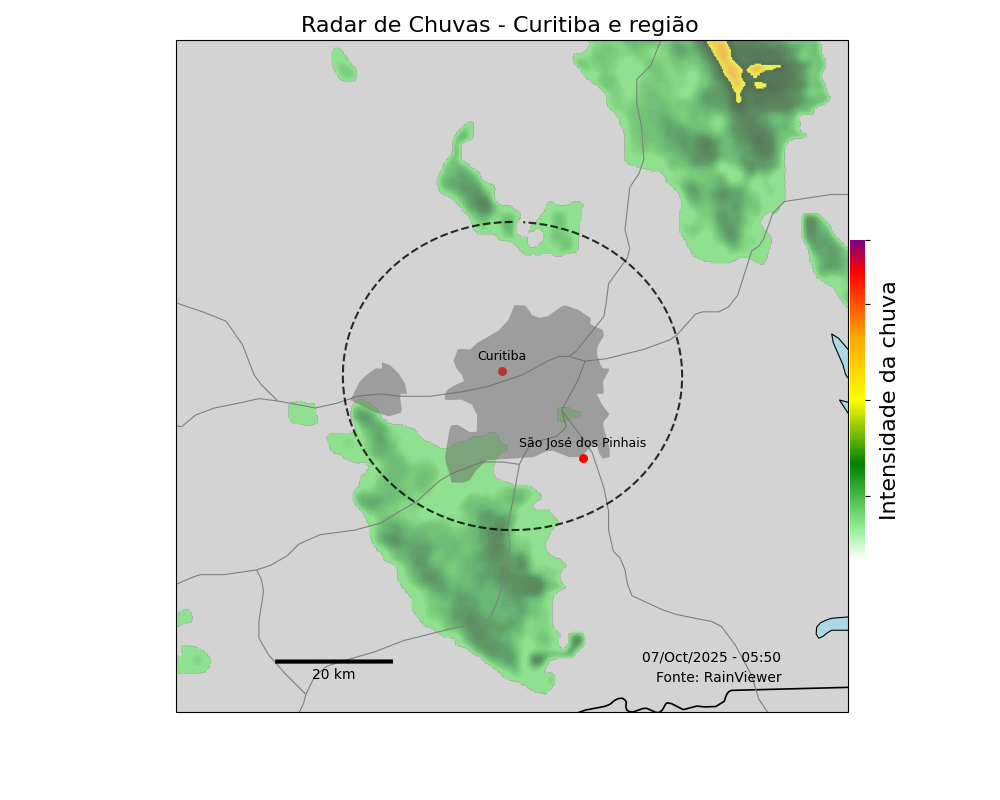 Radar de Chuvas - Curitiba e região
Curitiba
São José dos Pinhais
Intensidade da chuva
07/Oct/2025 - 05:50
Fonte: RainViewer
20 km